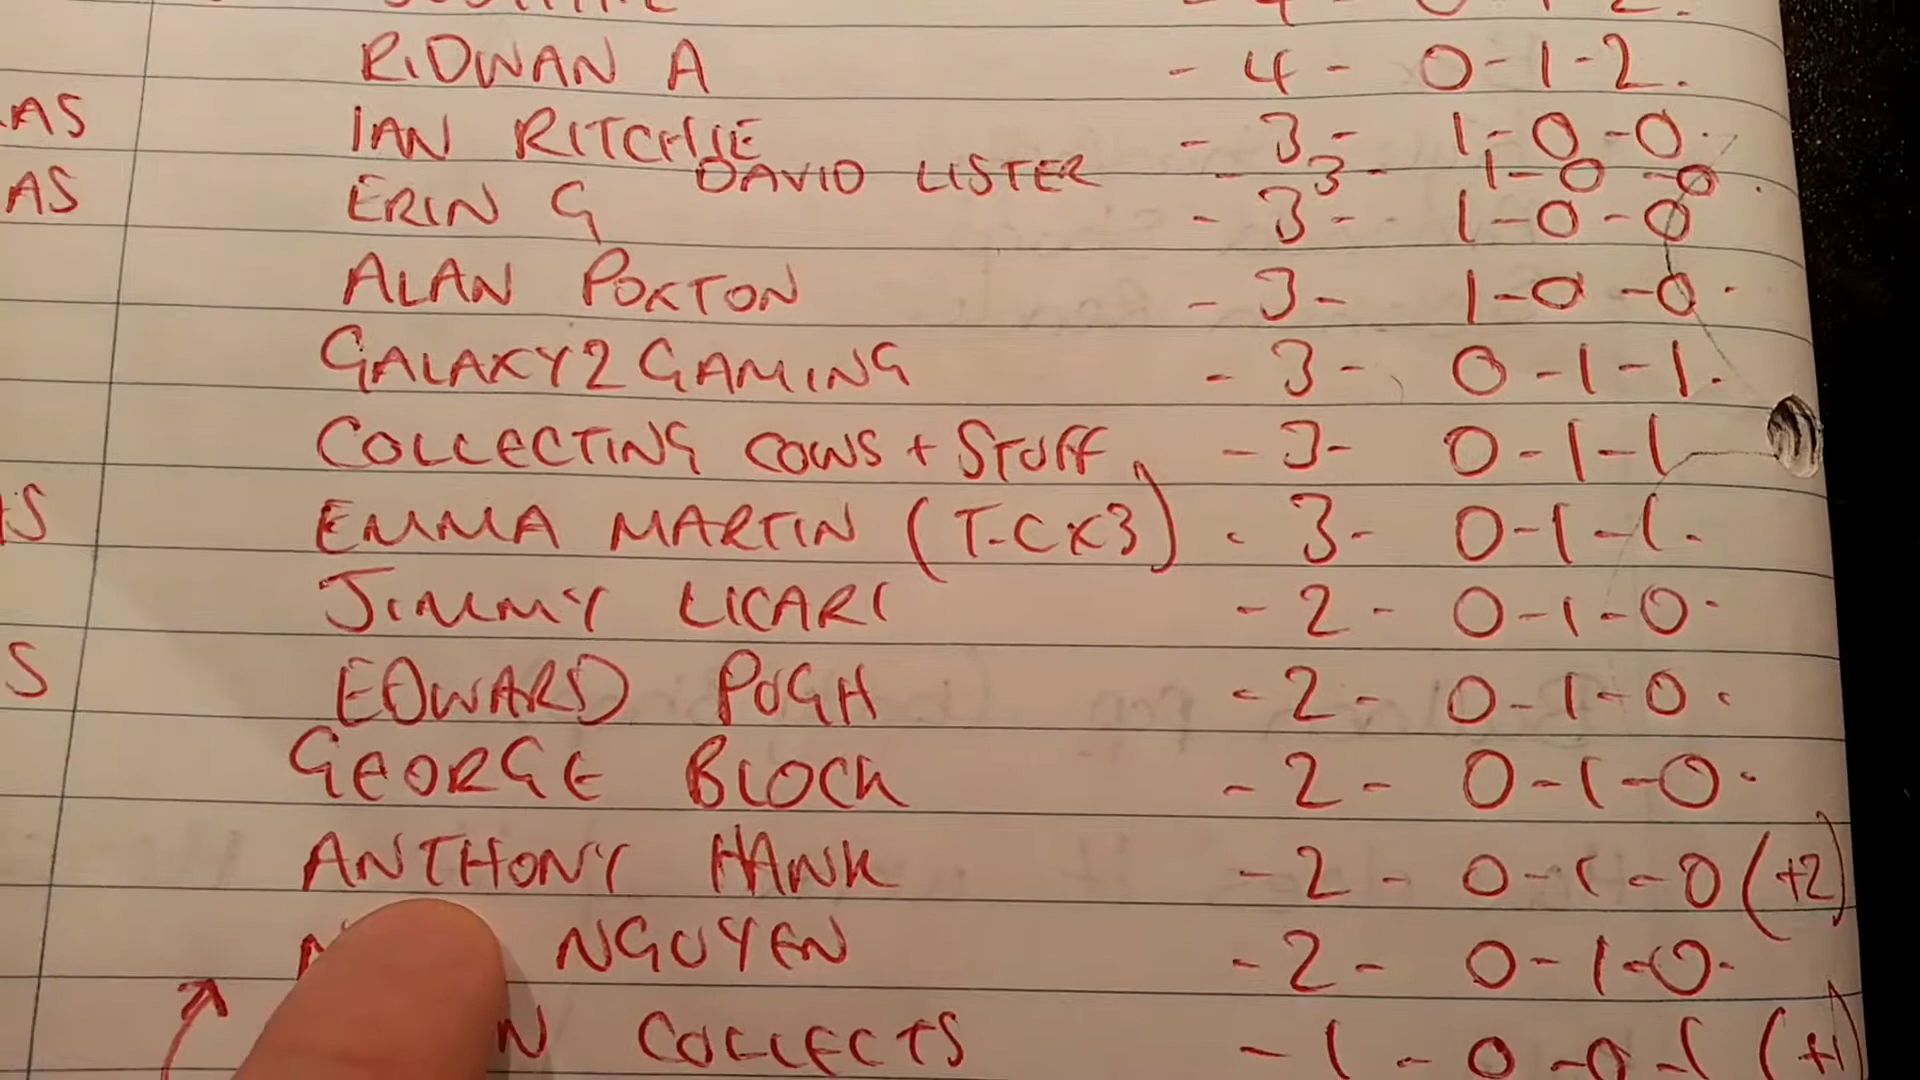 RIDWAN A - 4 - 0-1-2.
AS IAN RITCHIE - 3 - 1-0-0.
DAVID LISTER - 3 - 1-0-0.
AS ERIN G - 3 - 1-0-0
ALAN POXTON - 3 - 1-0-0.
GALAXY2GAMING - 3 - 0-1-1.
COLLECTING COWS + STUFF - 3 - 0-1-1
S EMMA MARTIN (T-CX3) - 3 - 0-1-1.
JIMMY LICARI - 2 - 0-1-0.
S EDWARD PUGH - 2 - 0-1-0.
GEORGE BLOCK - 2 - 0-1-0.
ANTHONY HAWK - 2 - 0-1-0 (+2)
NGUYEN - 2 - 0-1-0.
N COLLECTS - 1 - 0-0-1 (+1)